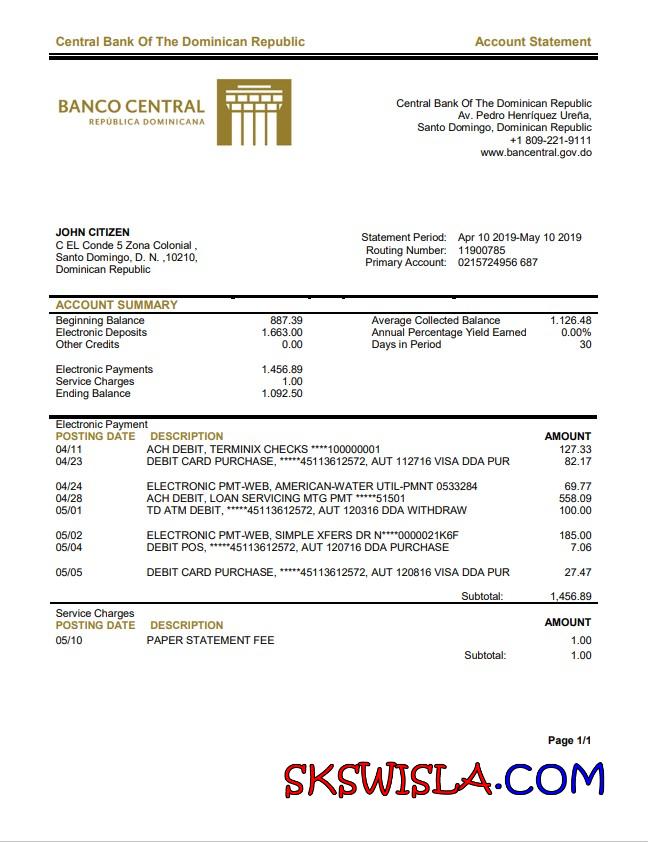 Central Bank Of The Dominican Republic Account Statement
BANCO CENTRAL
REPÚBLICA DOMINICANA
Central Bank Of The Dominican Republic
Av. Pedro Henríquez Ureña,
Santo Domingo, Dominican Republic
+1 809-221-9111
www.bancentral.gov.do
JOHN CITIZEN
C EL Conde 5 Zona Colonial ,
Santo Domingo, D. N. ,10210,
Dominican Republic
Statement Period: Apr 10 2019-May 10 2019
Routing Number: 11900785
Primary Account: 0215724956 687
ACCOUNT SUMMARY
Beginning Balance 887.39 Average Collected Balance 1.126.48
Electronic Deposits 1.663.00 Annual Percentage Yield Earned 0.00%
Other Credits 0.00 Days in Period 30
Electronic Payments 1.456.89
Service Charges 1.00
Ending Balance 1.092.50
Electronic Payment
POSTING DATE DESCRIPTION AMOUNT
04/11 ACH DEBIT, TERMINIX CHECKS ****100000001 127.33
04/23 DEBIT CARD PURCHASE, *****45113612572, AUT 112716 VISA DDA PUR 82.17
04/24 ELECTRONIC PMT-WEB, AMERICAN-WATER UTIL-PMNT 0533284 69.77
04/28 ACH DEBIT, LOAN SERVICING MTG PMT *****51501 558.09
05/01 TD ATM DEBIT, *****45113612572, AUT 120316 DDA WITHDRAW 100.00
05/02 ELECTRONIC PMT-WEB, SIMPLE XFERS DR N****0000021K6F 185.00
05/04 DEBIT POS, *****45113612572, AUT 120716 DDA PURCHASE 7.06
05/05 DEBIT CARD PURCHASE, *****45113612572, AUT 120816 VISA DDA PUR 27.47
Subtotal: 1,456.89
Service Charges
POSTING DATE DESCRIPTION AMOUNT
05/10 PAPER STATEMENT FEE 1.00
Subtotal: 1.00
Page 1/1
SKSWISLA.COM